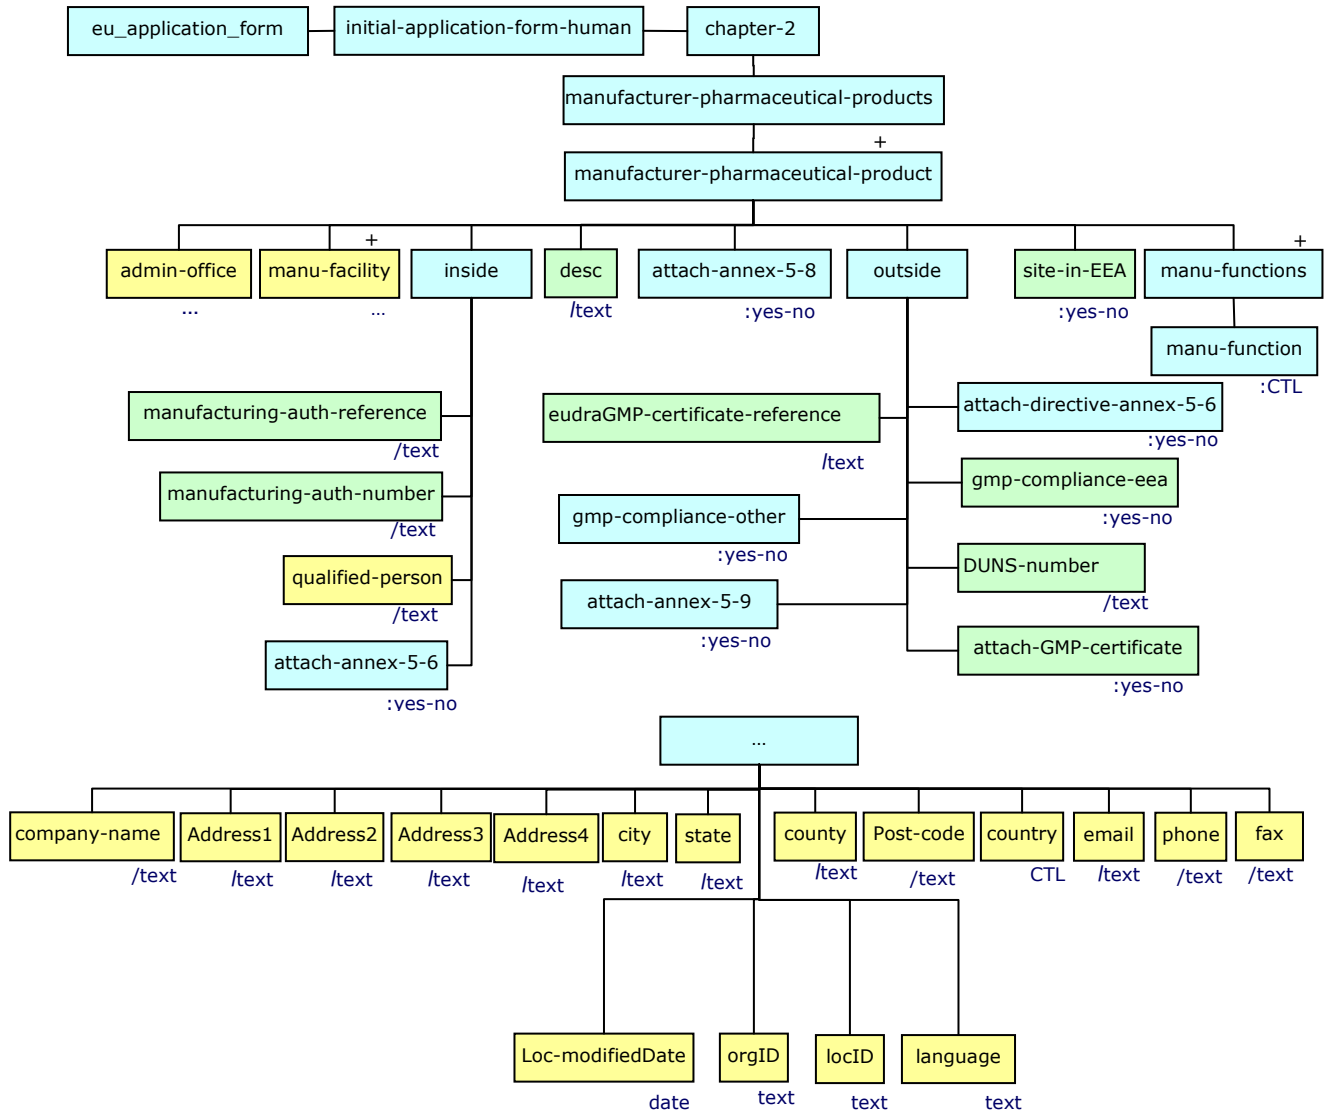 eu_application_form
initial-application-form-human
chapter-2
manufacturer-pharmaceutical-products
+
manufacturer-pharmaceutical-product
+
+
admin-office
manu-facility
inside
desc
attach-annex-5-8
outside
site-in-EEA
manu-functions
...
...
/text
:yes-no
:yes-no
manu-function
:CTL
manufacturing-auth-reference
/text
eudraGMP-certificate-reference
/text
attach-directive-annex-5-6
:yes-no
manufacturing-auth-number
/text
gmp-compliance-eea
:yes-no
gmp-compliance-other
:yes-no
qualified-person
/text
DUNS-number
/text
attach-annex-5-9
:yes-no
attach-annex-5-6
:yes-no
attach-GMP-certificate
:yes-no
...
company-name
Address1
Address2
Address3
Address4
city
state
county
Post-code
country
email
phone
fax
/text
/text
/text
/text
/text
/text
/text
/text
/text
CTL
/text
/text
/text
Loc-modifiedDate
orgID
locID
language
date
text
text
text